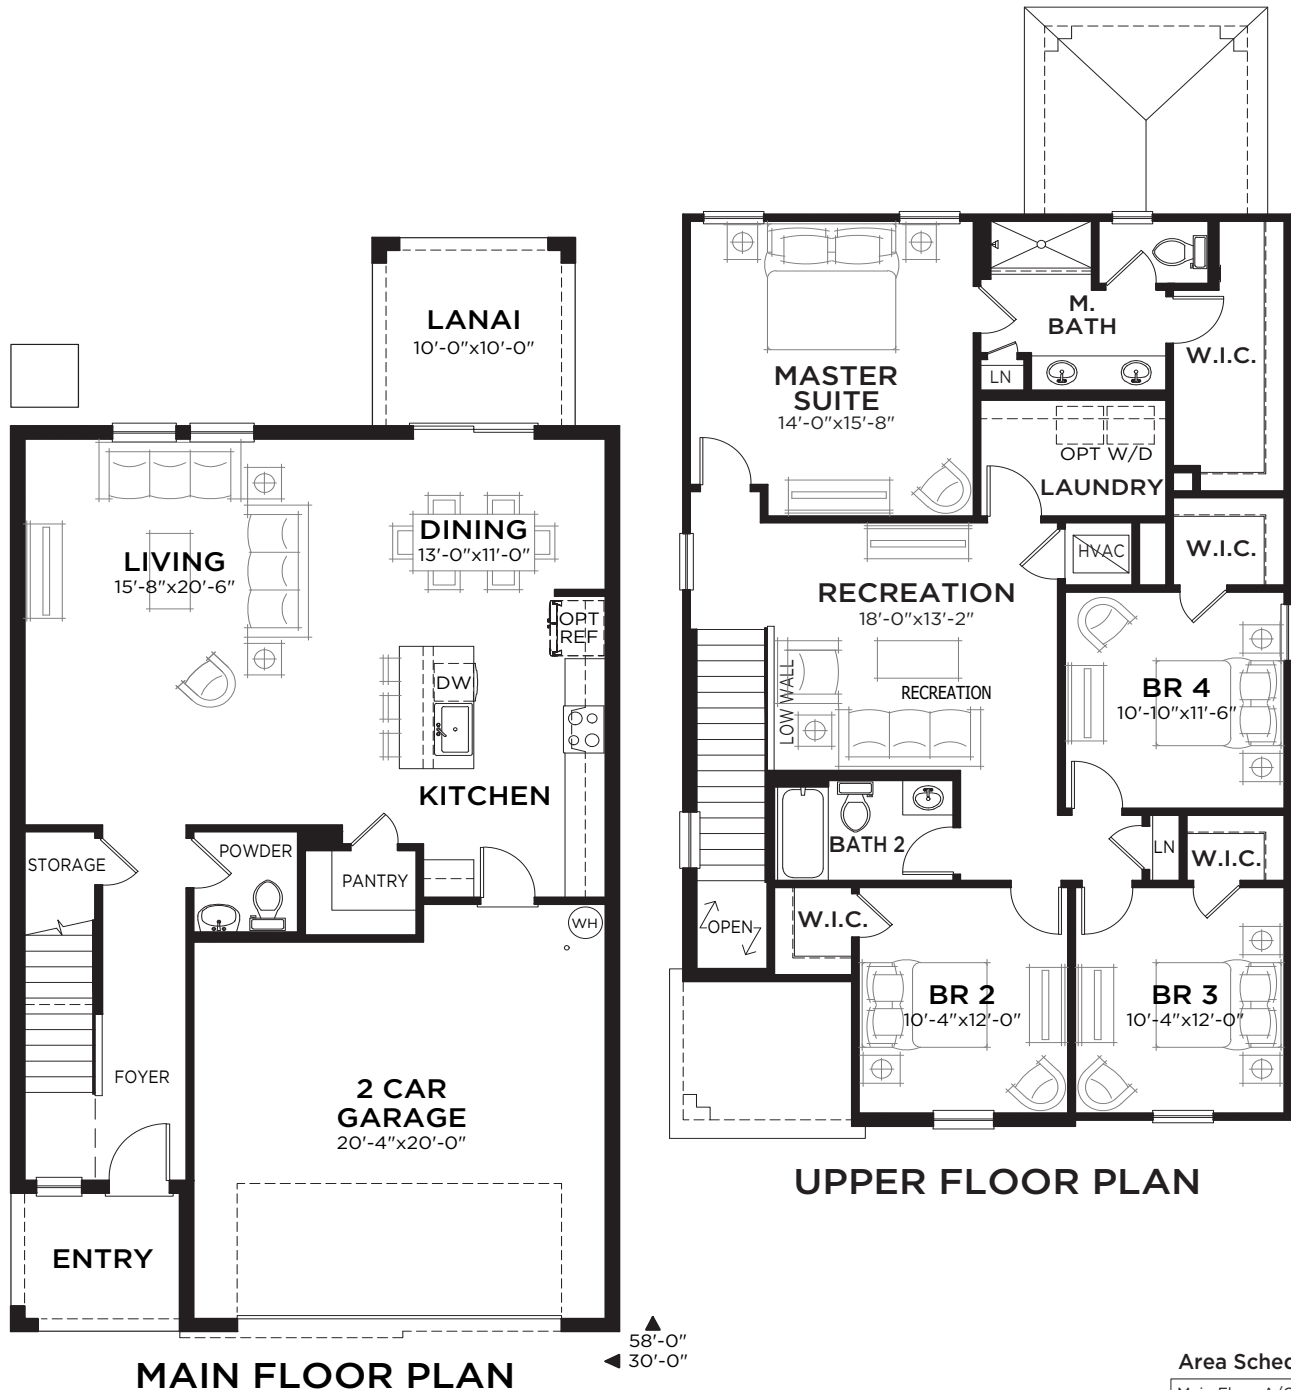 LANAI
10'-0"x10'-0"
LIVING
15'-8"x20'-6"
DINING
13'-0"x11'-0"
OPT
REF
DW
KITCHEN
STORAGE
POWDER
PANTRY
WH
FOYER
2 CAR
GARAGE
20'-4"x20'-0"
ENTRY
58'-0"
30'-0"
MAIN FLOOR PLAN
M.
BATH
W.I.C.
MASTER
SUITE
14'-0"x15'-8"
LN
OPT W/D
LAUNDRY
HVAC
W.I.C.
RECREATION
18'-0"x13'-2"
LOW WALL
RECREATION
BR 4
10'-10"x11'-6"
BATH 2
LN
W.I.C.
OPEN
W.I.C.
BR 2
10'-4"x12'-0"
BR 3
10'-4"x12'-0"
UPPER FLOOR PLAN
Area Sched